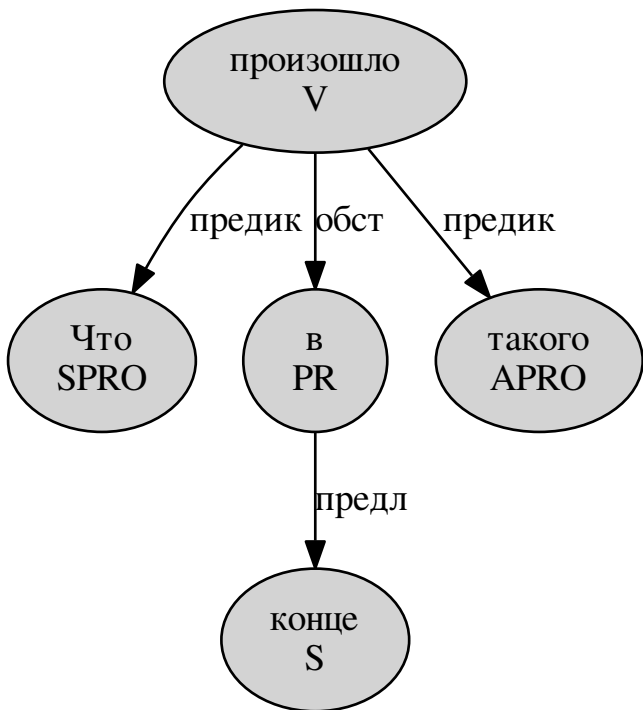 произошло
V
предик
обст
предик
Что
SPRO
в
PR
такого
APRO
предл
конце
S